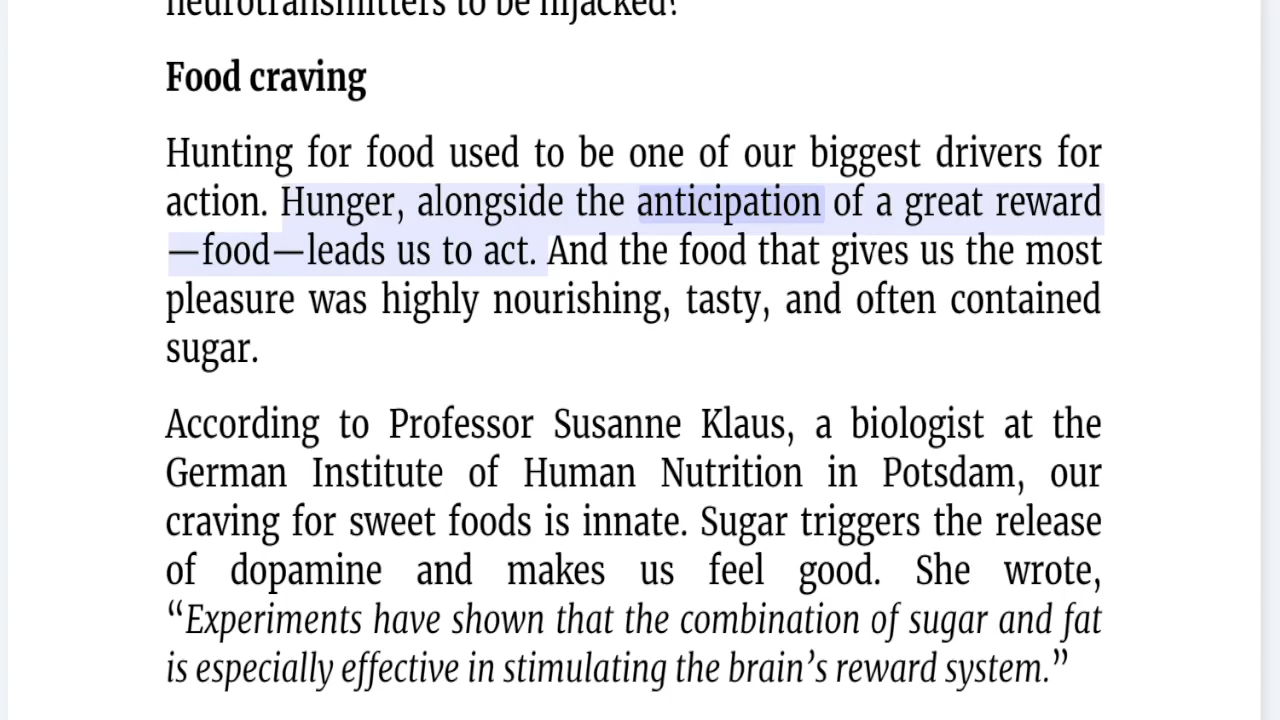 neurotransmitters to be hijacked?
Food craving
Hunting for food used to be one of our biggest drivers for
action. Hunger, alongside the anticipation of a great reward
—food—leads us to act. And the food that gives us the most
pleasure was highly nourishing, tasty, and often contained
sugar.
According to Professor Susanne Klaus, a biologist at the
German Institute of Human Nutrition in Potsdam, our
craving for sweet foods is innate. Sugar triggers the release
of dopamine and makes us feel good. She wrote,
“Experiments have shown that the combination of sugar and fat
is especially effective in stimulating the brain’s reward system.”